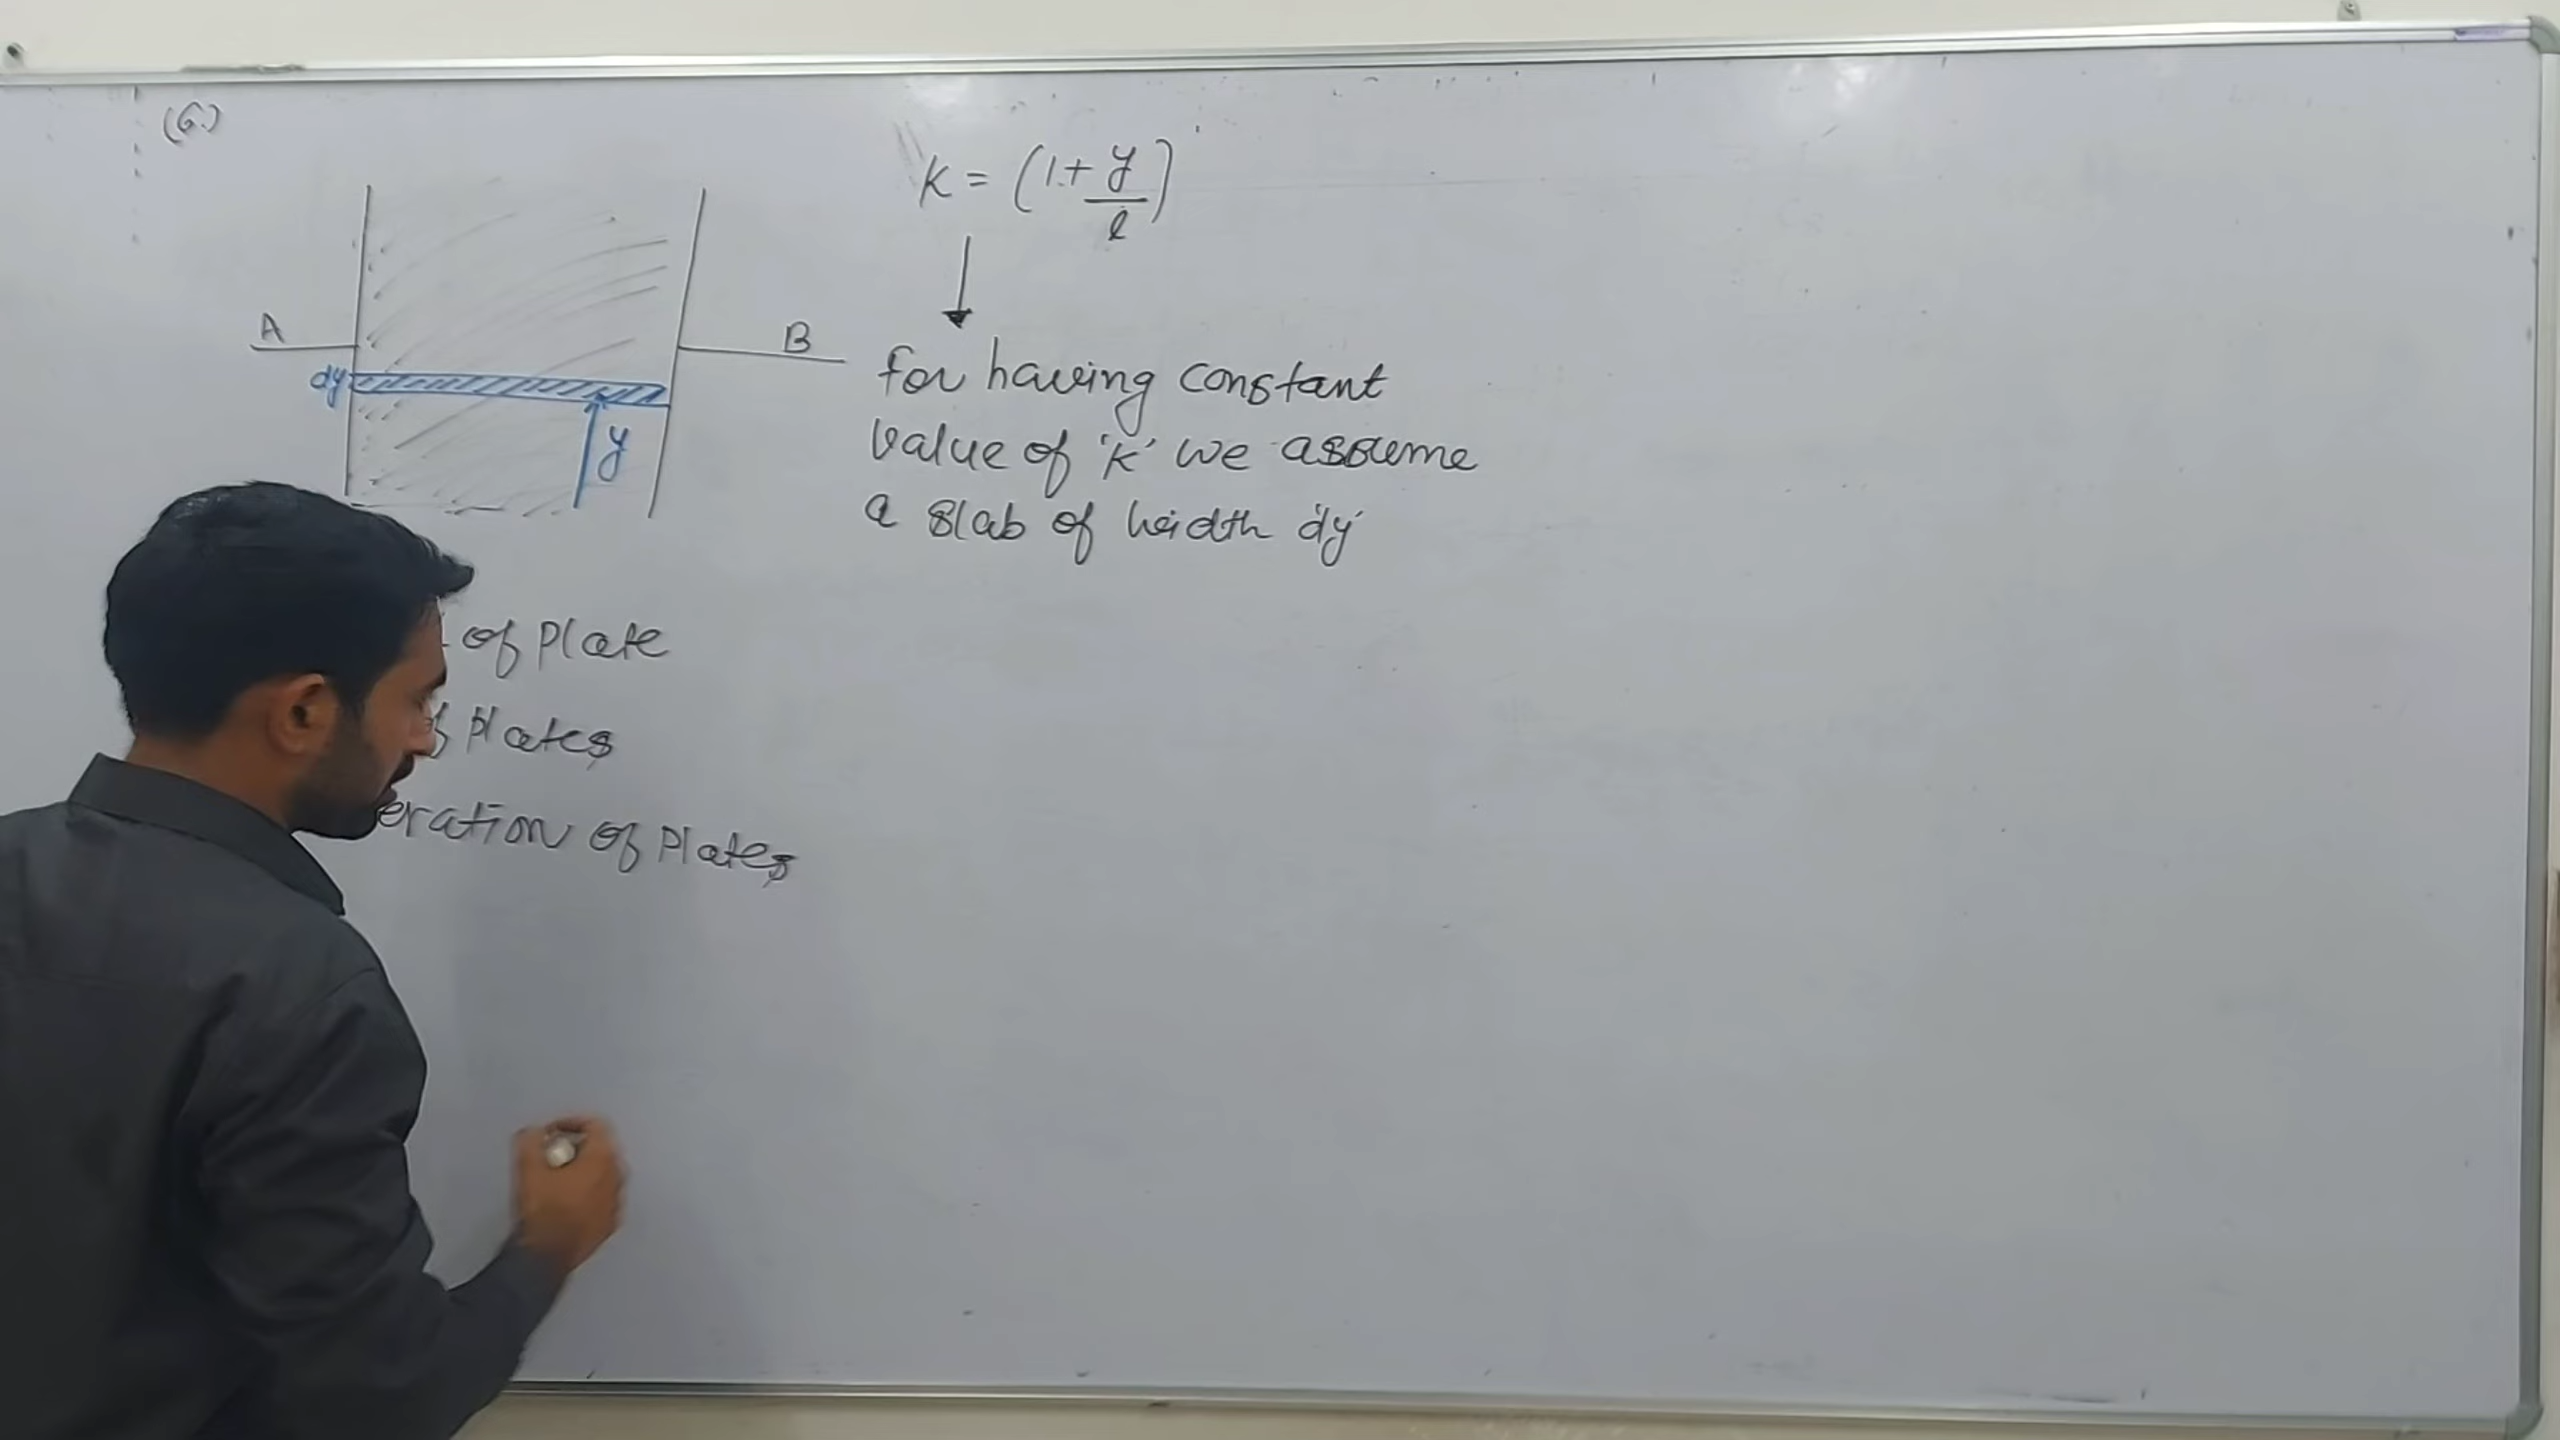 (6.)
K = (1 + y/l)
A
B
dy
y
for having constant
value of 'K' we assume
a slab of width 'dy'
of Plate
Plates
eration of Plates